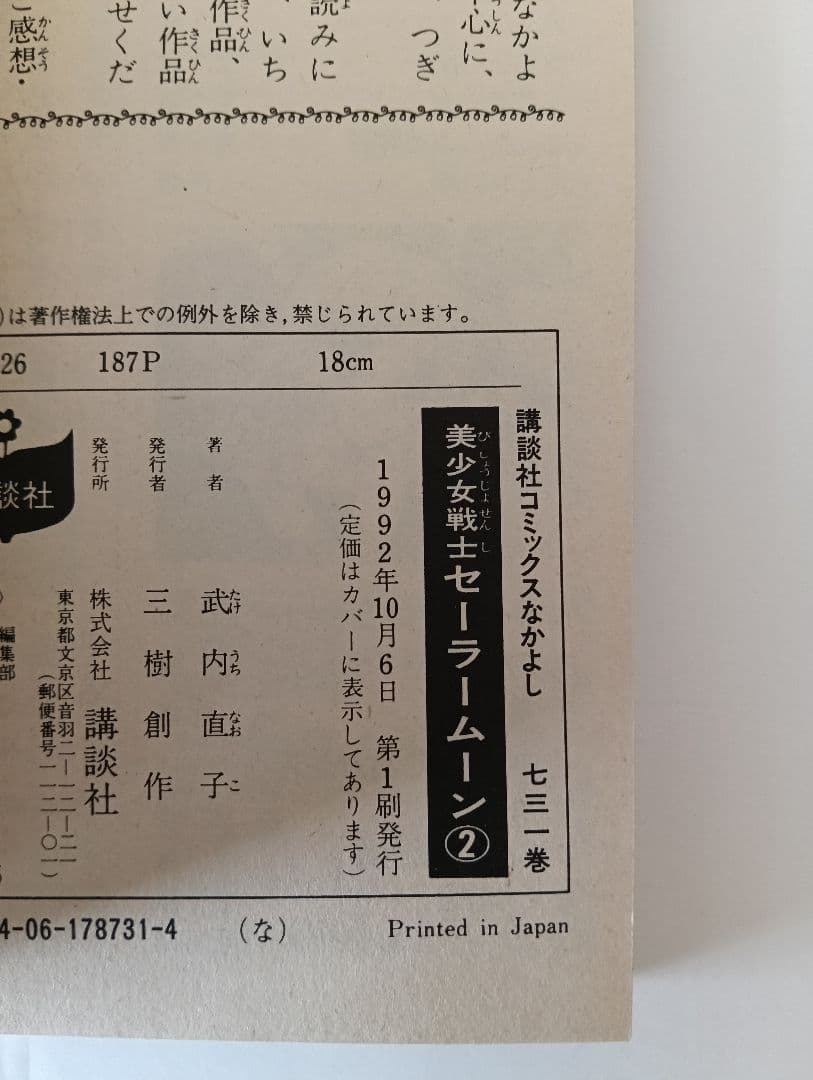 なかよ
心に、
つぎ
読みに
、いち
作品、
い作品
せくだ
ご感想・
)は著作権法上での例外を除き,禁じられています。
26 187P 18cm
講談社コミックスなかよし 七三一巻
美少女戦士セーラームーン②
1992年10月6日 第1刷発行
(定価はカバーに表示してあります)
著者 武内直子
発行者 三樹創作
発行所 株式会社 講談社
東京都文京区音羽二-一二-二一
(郵便番号一一二-〇一)
編集部
談社
4-06-178731-4 (な) Printed in Japan